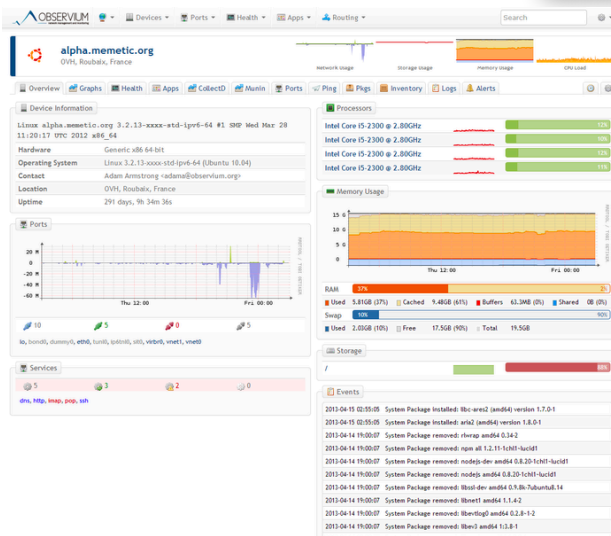 OBSERVIUM
Devices Ports Health Apps Routing Search
alpha.memetic.org
OVH, Roubaix, France
Network Usage Storage Usage Memory Usage CPU Load
Overview Graphs Health Apps CollectD Munin Ports Ping Pkgs Inventory Logs Alerts
Device Information
Linux alpha.memetic.org 3.2.13-xxxx-std-ipv6-64 #1 SMP Wed Mar 28
11:20:17 UTC 2012 x86_64
Hardware Generic x86 64-bit
Operating System Linux 3.2.13-xxxx-std-ipv6-64 (Ubuntu 10.04)
Contact Adam Armstrong <adama@observium.org>
Location OVH, Roubaix, France
Uptime 291 days, 9h 34m 36s
Ports
20 M
0
-20 M
-40 M
-60 M
Thu 12:00 Fri 00:00
10 5 0 5
lo, bond0, dummy0, eth0, tunl0, ip6tnl0, sit0, virbr0, vnet1, vnet0
Services
5 3 2 0
dns, http, imap, pop, ssh
Processors
Intel Core i5-2300 @ 2.80GHz 12%
Intel Core i5-2300 @ 2.80GHz
Intel Core i5-2300 @ 2.80GHz 12%
Intel Core i5-2300 @ 2.80GHz 11%
Memory Usage
15 G
10 G
5 G
0
Thu 12:00 Fri 00:00
RAM 37%
Used 5.81GB (37%) Cached 9.48GB (61%) Buffers 63.3MB (0%) Shared 0B (0%)
Swap 10% 90%
Used 2.03GB (10%) Free 17.5GB (90%) Total 19.5GB
Storage
/
Events
2013-04-15 02:55:05 System Package installed: libc-ares2 (amd64) version 1.7.0-1
2013-04-15 02:55:05 System Package installed: aria2 (amd64) version 1.8.0-1
2013-04-14 19:00:07 System Package removed: rlwrap amd64 0.34-2
2013-04-14 19:00:07 System Package removed: npm all 1.2.11-1chl1~lucid1
2013-04-14 19:00:07 System Package removed: nodejs-dev amd64 0.8.20-1chl1~lucid1
2013-04-14 19:00:07 System Package removed: nodejs amd64 0.8.20-1chl1~lucid1
2013-04-14 19:00:07 System Package removed: libssl-dev amd64 0.9.8k-7ubuntu8.14
2013-04-14 19:00:07 System Package removed: libnet1 amd64 1.1.4-2
2013-04-14 19:00:07 System Package removed: libevtlog0 amd64 0.2.8~1-2
2013-04-14 19:00:07 System Package removed: libev3 amd64 1:3.8-1